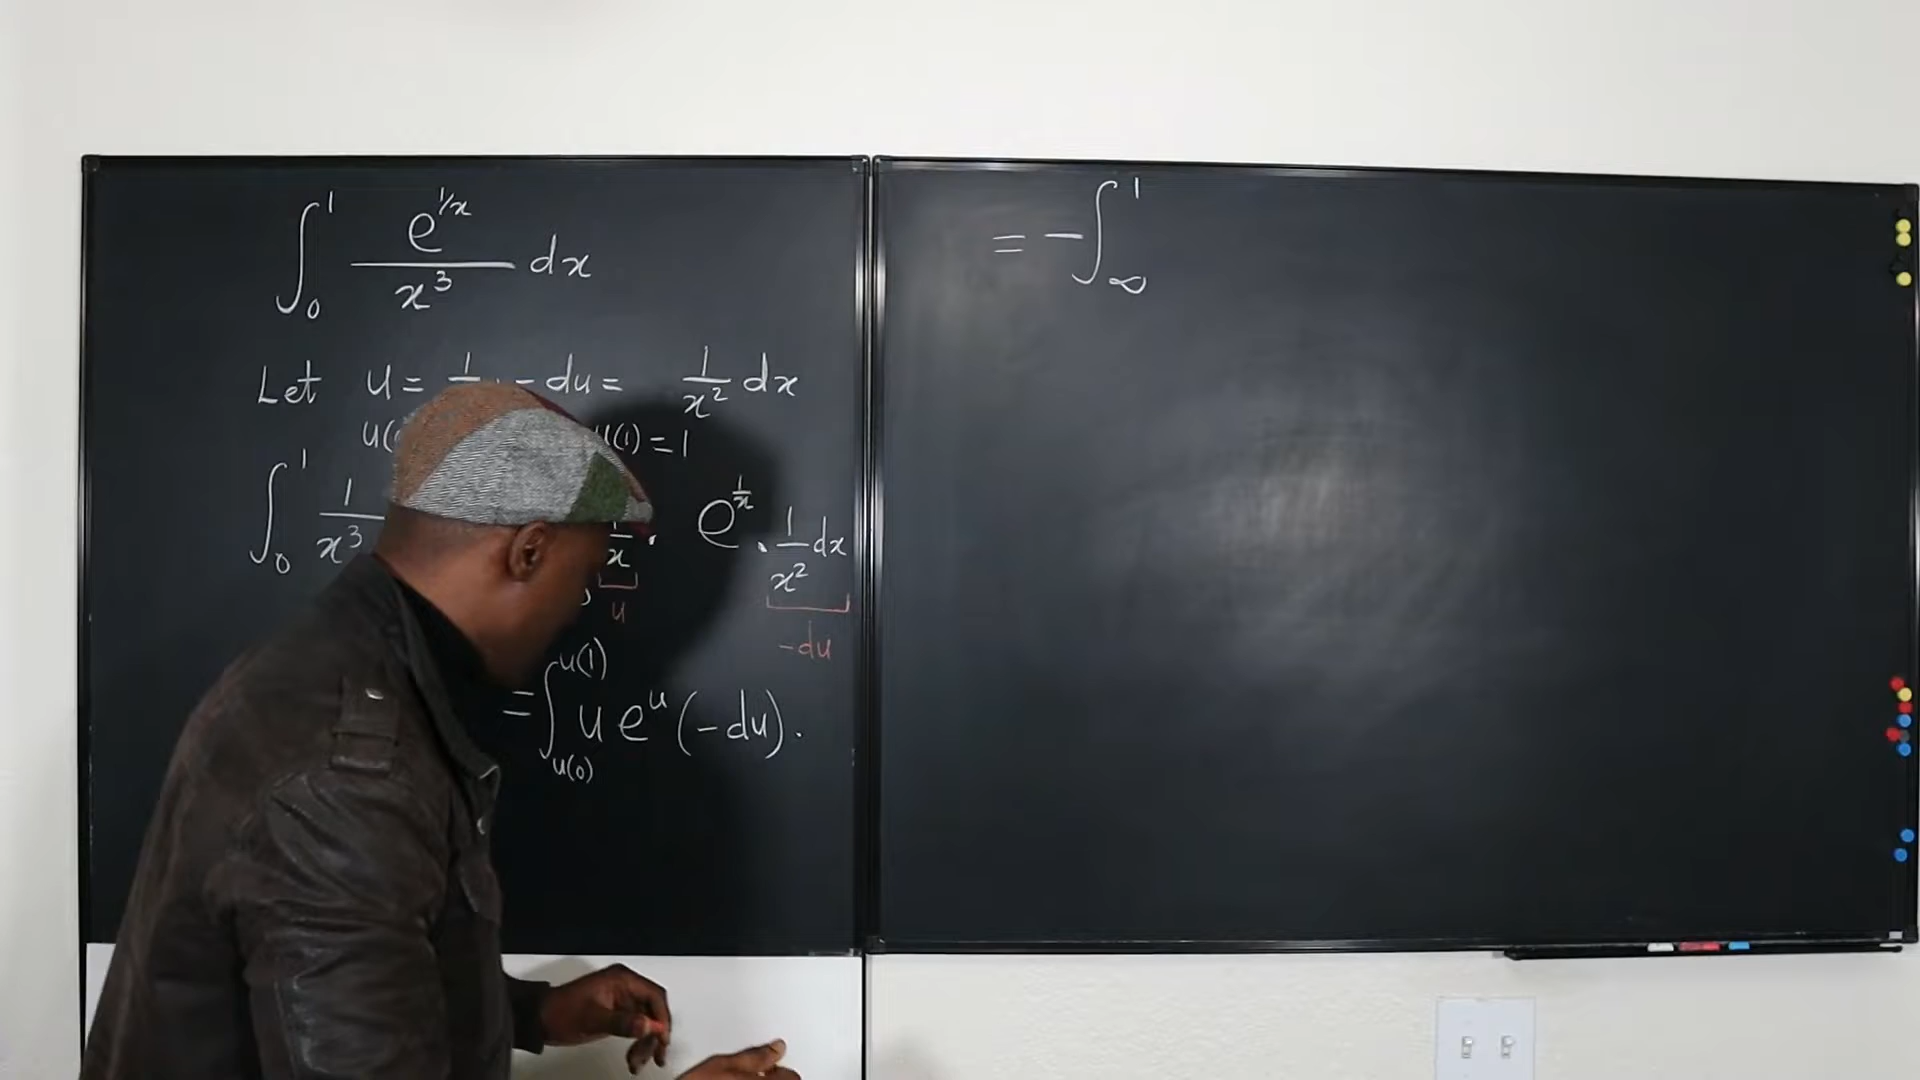 ∫₀¹ e^{1/x} / x³ dx
Let u = 1 - du = 1/x² dx
u( u(1) = 1
∫₀¹ 1/x³ 1/x · e^{1/x} · 1/x² dx
u
-du
= ∫_{u(0)}^{u(1)} u e^u (-du).
= -∫_∞^1